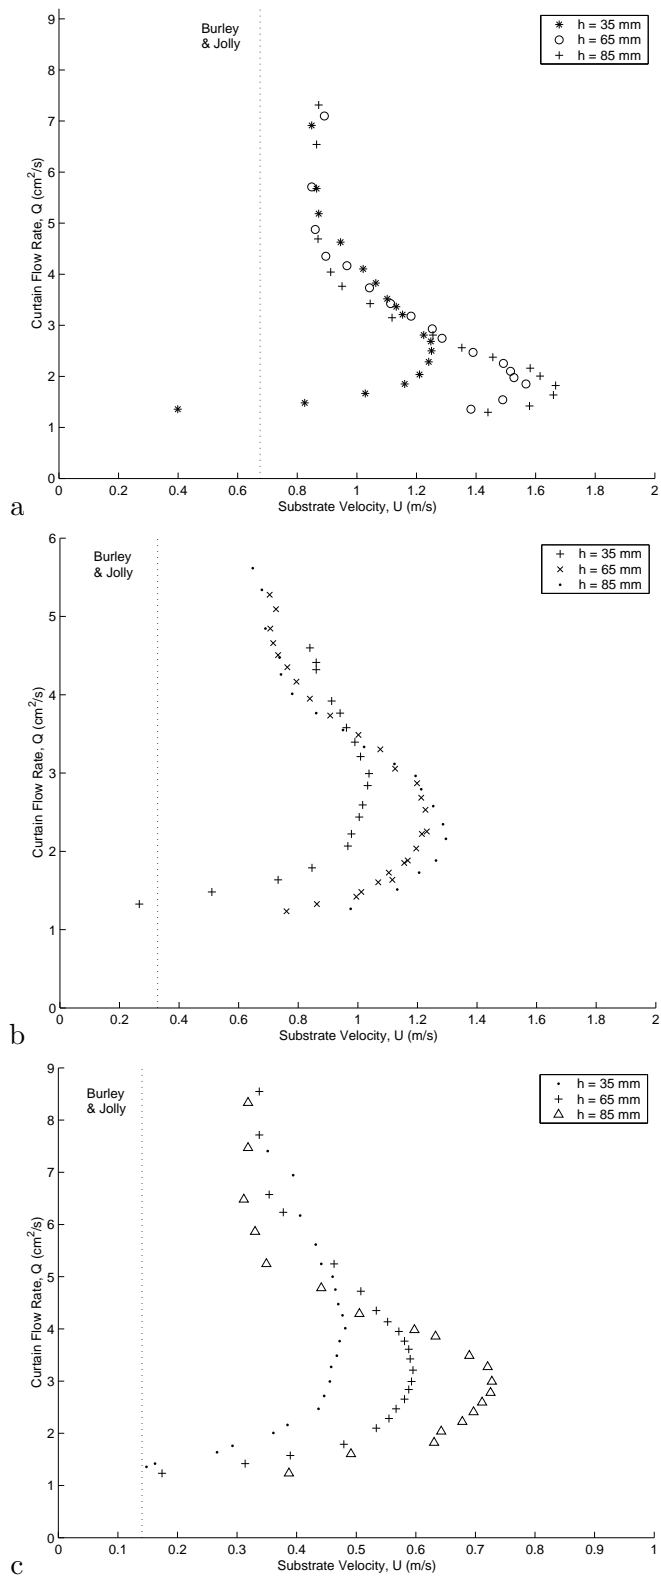 Burley
& Jolly
h = 35 mm
h = 65 mm
h = 85 mm
9
8
7
6
5
4
3
2
1
0
Curtain Flow Rate, Q (cm²/s)
0 0.2 0.4 0.6 0.8 1 1.2 1.4 1.6 1.8 2
Substrate Velocity, U (m/s)
a
Burley
& Jolly
h = 35 mm
h = 65 mm
h = 85 mm
6
5
4
3
2
1
0
Curtain Flow Rate, Q (cm²/s)
0 0.2 0.4 0.6 0.8 1 1.2 1.4 1.6 1.8 2
Substrate Velocity, U (m/s)
b
Burley
& Jolly
h = 35 mm
h = 65 mm
h = 85 mm
9
8
7
6
5
4
3
2
1
0
Curtain Flow Rate, Q (cm²/s)
0 0.1 0.2 0.3 0.4 0.5 0.6 0.7 0.8 0.9 1
Substrate Velocity, U (m/s)
c